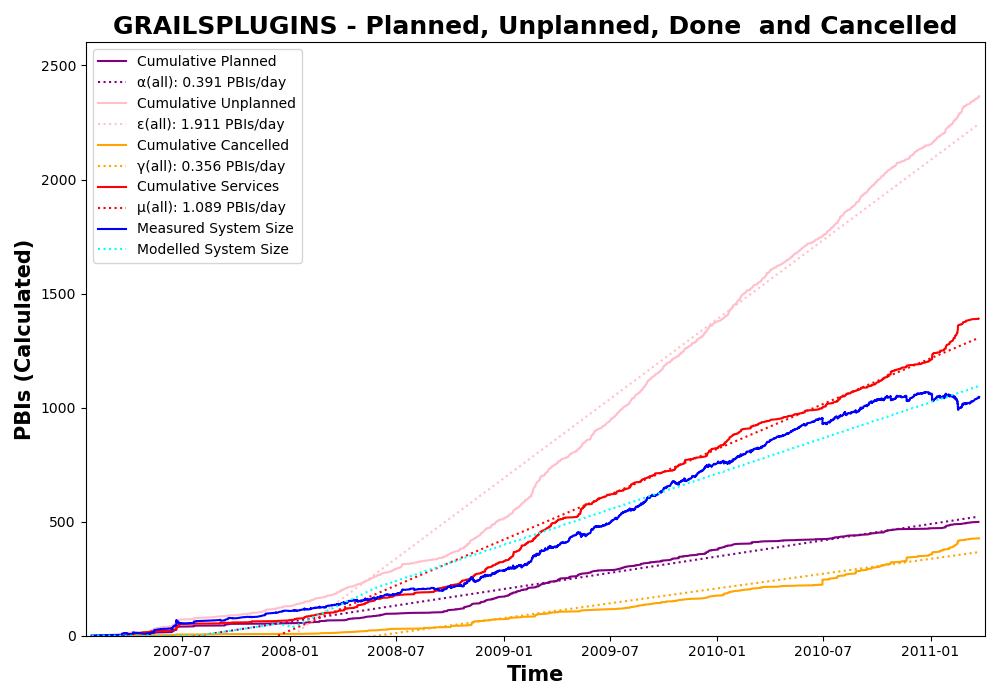 GRAILSPLUGINS - Planned, Unplanned, Done  and Cancelled
Cumulative Planned
α(all): 0.391 PBIs/day
Cumulative Unplanned
ε(all): 1.911 PBIs/day
Cumulative Cancelled
γ(all): 0.356 PBIs/day
Cumulative Services
μ(all): 1.089 PBIs/day
Measured System Size
Modelled System Size
PBIs (Calculated)
2500
2000
1500
1000
500
0
2007-07
2008-01
2008-07
2009-01
2009-07
2010-01
2010-07
2011-01
Time